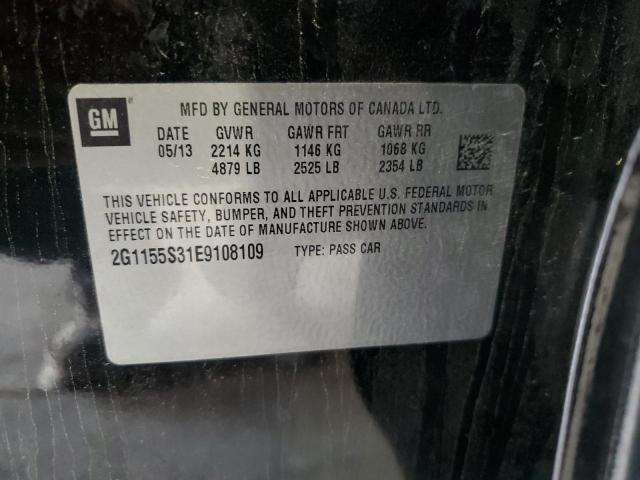 GM
MFD BY GENERAL MOTORS OF CANADA LTD.
DATE GVWR GAWR FRT GAWR RR
05/13 2214 KG 1146 KG 1068 KG
4879 LB 2525 LB 2354 LB
THIS VEHICLE CONFORMS TO ALL APPLICABLE U.S. FEDERAL MOTOR
VEHICLE SAFETY, BUMPER, AND THEFT PREVENTION STANDARDS IN
EFFECT ON THE DATE OF MANUFACTURE SHOWN ABOVE.
2G1155S31E9108109 TYPE: PASS CAR